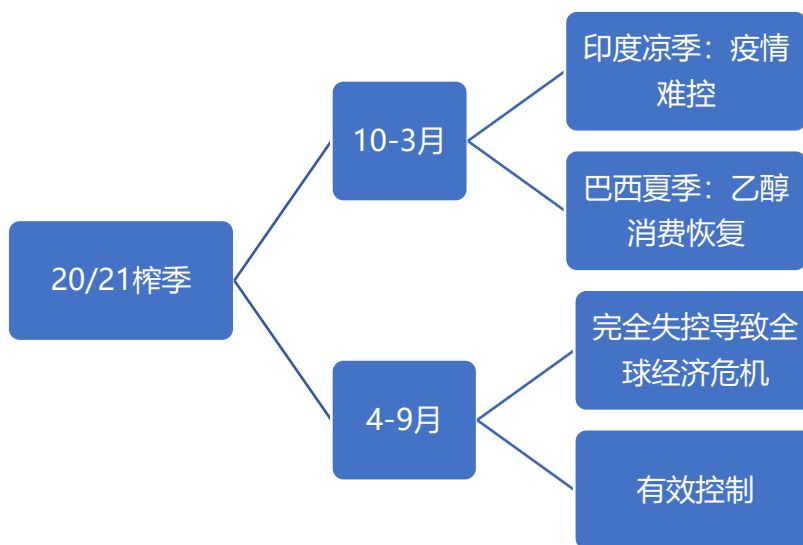 印度凉季：疫情
难控
10-3月
巴西夏季：乙醇
消费恢复
20/21榨季
完全失控导致全
球经济危机
4-9月
有效控制